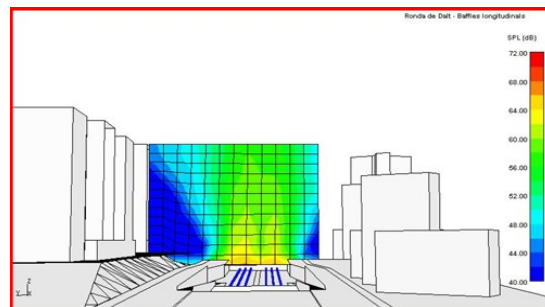 Ronda de Dalt - Baffles longitudinals
SPL (dB)
72.00
68.00
64.00
60.00
56.00
52.00
48.00
44.00
40.00
Z
Y X